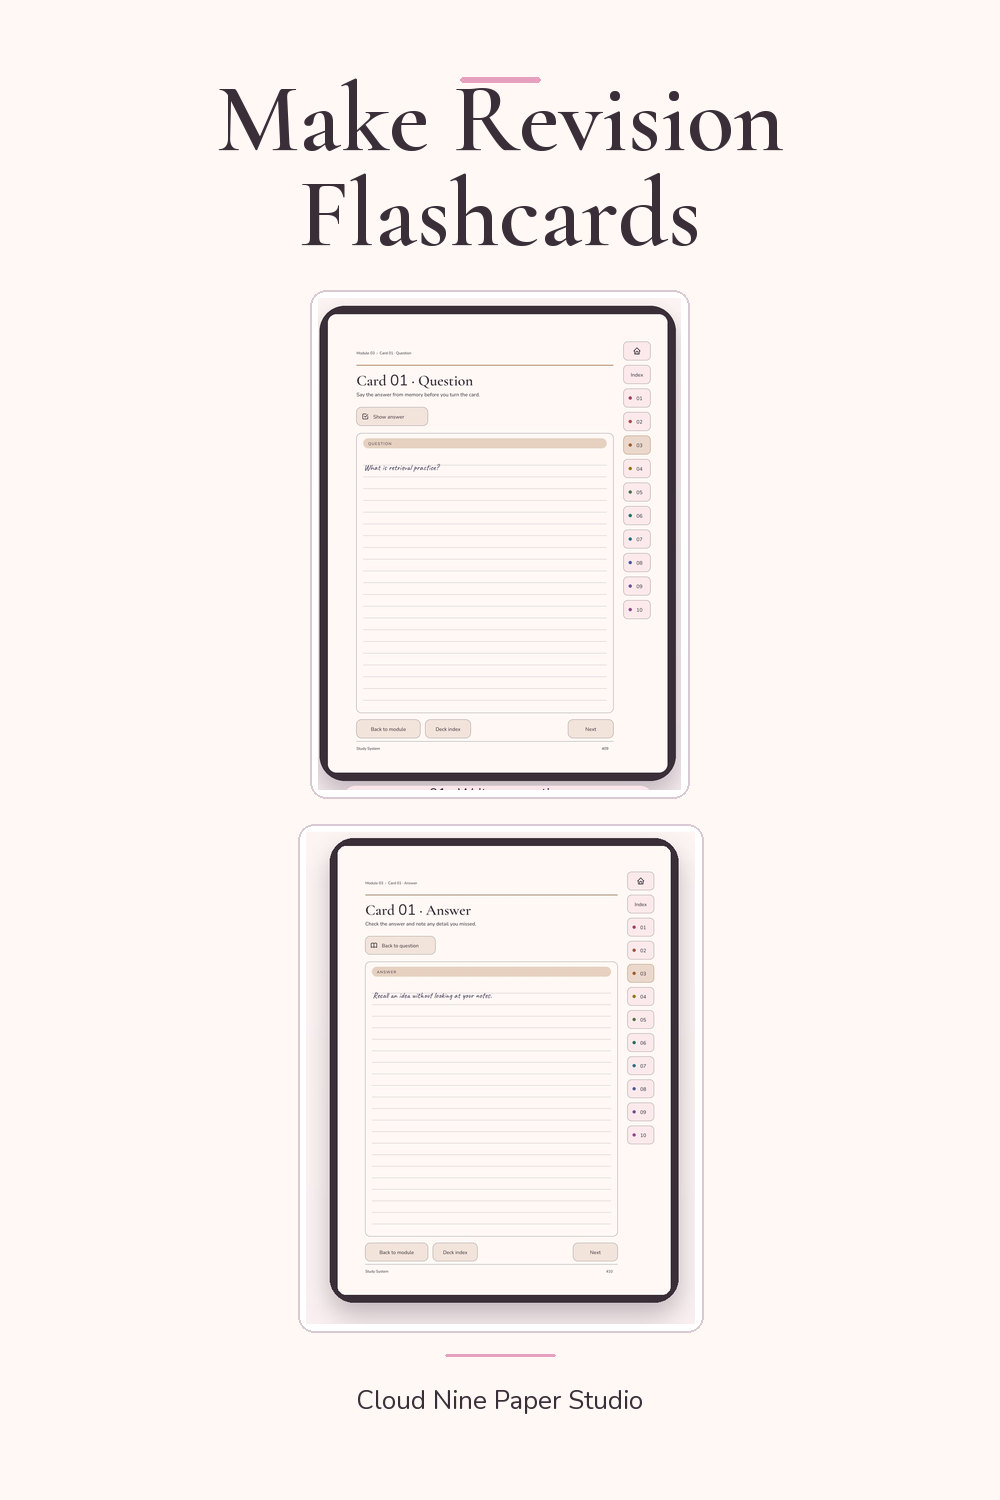 Make Revision
Flashcards
Module 03 · Card 01 · Question
Card 01 · Question
Say the answer from memory before you turn the card.
Show answer
QUESTION
What is retrieval practice?
Back to module
Deck index
Next
Study System
409
Index
01
02
03
04
05
06
07
08
09
10
Module 03 · Card 01 · Answer
Card 01 · Answer
Check the answer and note any detail you missed.
Back to question
ANSWER
Recall an idea without looking at your notes.
Back to module
Deck index
Next
Study System
410
Index
01
02
03
04
05
06
07
08
09
10
Cloud Nine Paper Studio